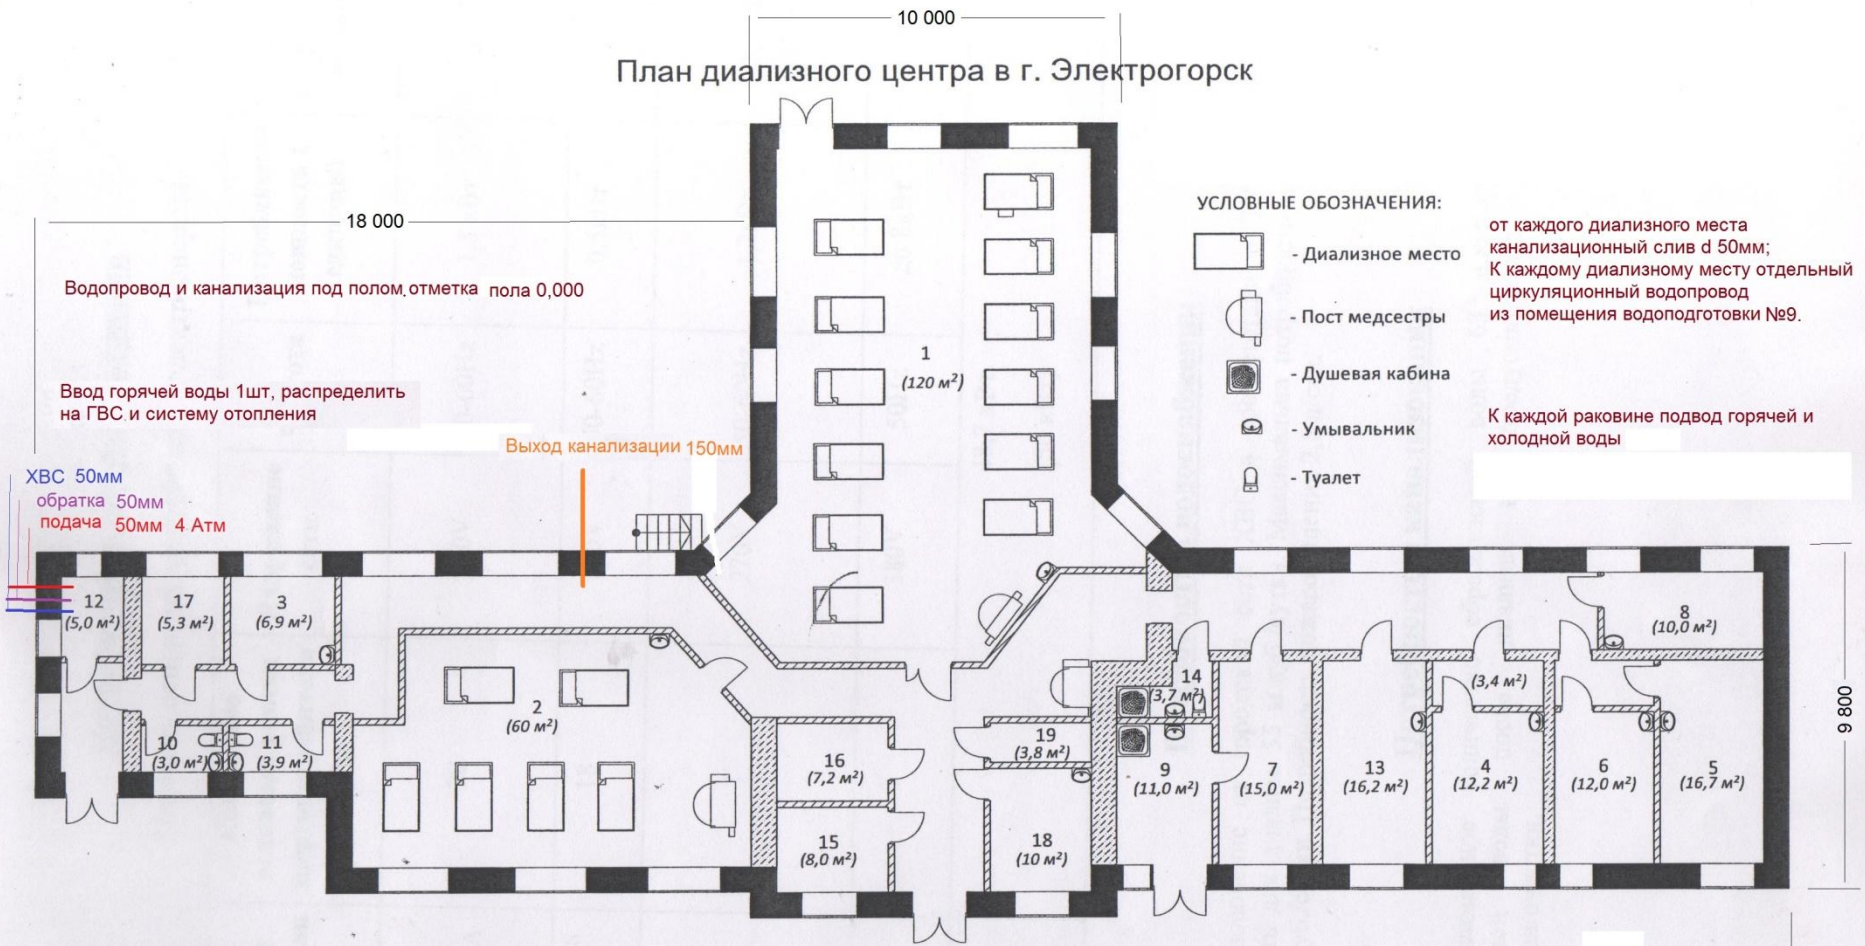 10 000
План диализного центра в г. Электрогорск
18 000
УСЛОВНЫЕ ОБОЗНАЧЕНИЯ:
- Диализное место
- Пост медсестры
- Душевая кабина
- Умывальник
- Туалет
от каждого диализного места
канализационный слив d 50мм;
К каждому диализному месту отдельный
циркуляционный водопровод
из помещения водоподготовки №9.
К каждой раковине подвод горячей и
холодной воды
Водопровод и канализация под полом.отметка пола 0,000
Ввод горячей воды 1шт, распределить
на ГВС и систему отопления
Выход канализации 150мм
ХВС 50мм
обратка 50мм
подача 50мм 4 Атм
1
(120 м²)
12
(5,0 м²)
17
(5,3 м²)
3
(6,9 м²)
8
(10,0 м²)
14
(3,7 м²)
(3,4 м²)
2
(60 м²)
10
(3,0 м²)
11
(3,9 м²)
16
(7,2 м²)
19
(3,8 м²)
9
(11,0 м²)
7
(15,0 м²)
13
(16,2 м²)
4
(12,2 м²)
6
(12,0 м²)
5
(16,7 м²)
15
(8,0 м²)
18
(10 м²)
9 800